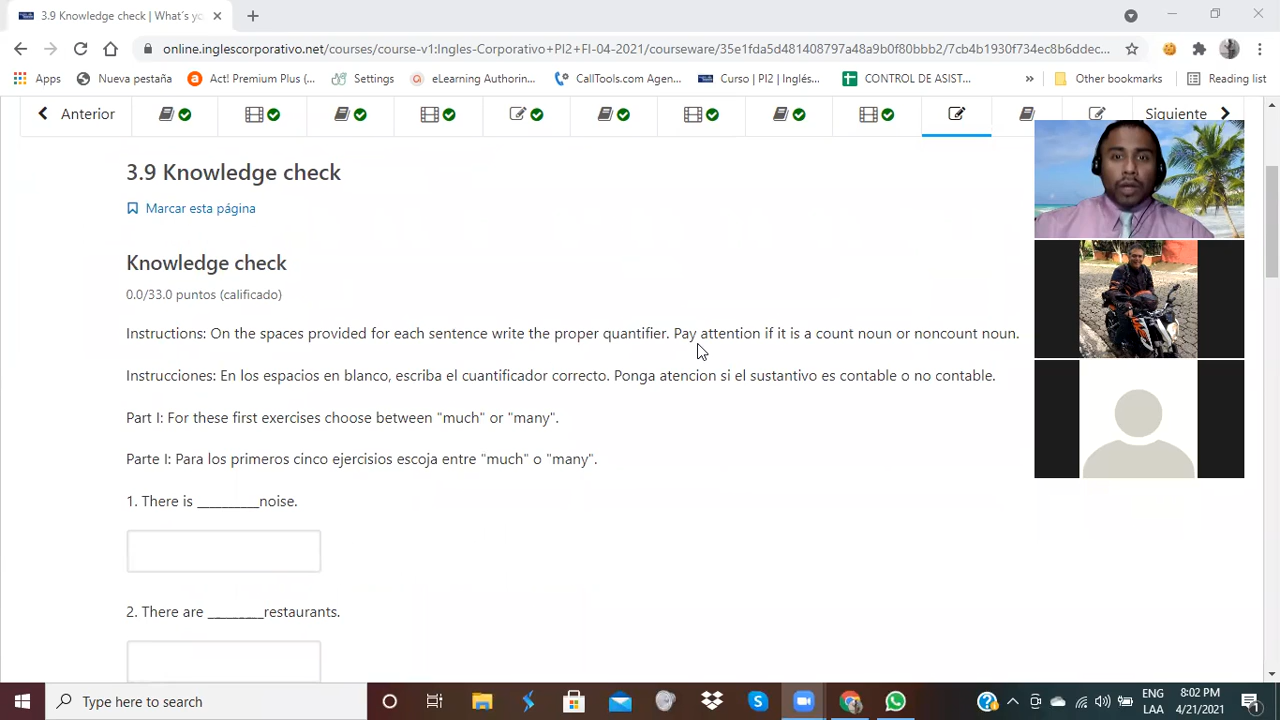 3.9 Knowledge check | What's yo
online.inglescorporativo.net/courses/course-v1:Ingles-Corporativo+PI2+FI-04-2021/courseware/35e1fda5d481408797a48a9b0f80bbb2/7cb4b1930f734ec8b6ddec...
Apps Nueva pestaña Act! Premium Plus (... Settings eLearning Authorin... CallTools.com Agen... Curso | PI2 | Inglés... CONTROL DE ASIST... » Other bookmarks Reading list
Anterior Siguiente
3.9 Knowledge check
Marcar esta página
Knowledge check
0.0/33.0 puntos (calificado)
Instructions: On the spaces provided for each sentence write the proper quantifier. Pay attention if it is a count noun or noncount noun.
Instrucciones: En los espacios en blanco, escriba el cuantificador correcto. Ponga atencion si el sustantivo es contable o no contable.
Part I: For these first exercises choose between "much" or "many".
Parte I: Para los primeros cinco ejercisios escoja entre "much" o "many".
1. There is _________noise.
2. There are ________restaurants.
Type here to search
ENG 8:02 PM
LAA 4/21/2021